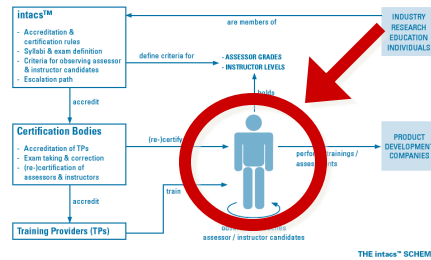 intacs™
- Accreditation &
certification rules
- Syllabi & exam definition
- Criteria for observing assessor
& instructor candidates
- Escalation path
are members of
INDUSTRY
RESEARCH
EDUCATION
INDIVIDUALS
define criteria for
- ASSESSOR GRADES
- INSTRUCTOR LEVELS
holds
accredit
Certification Bodies
- Accreditation of TPs
- Exam taking & correction
- (re-)certification of
assessors & instructors
(re-)certify
train
trainings /
PRODUCT
DEVELOPMENT
COMPANIES
accredit
Training Providers (TPs)
assessor / instructor candidates
THE intacs™ SCHEM